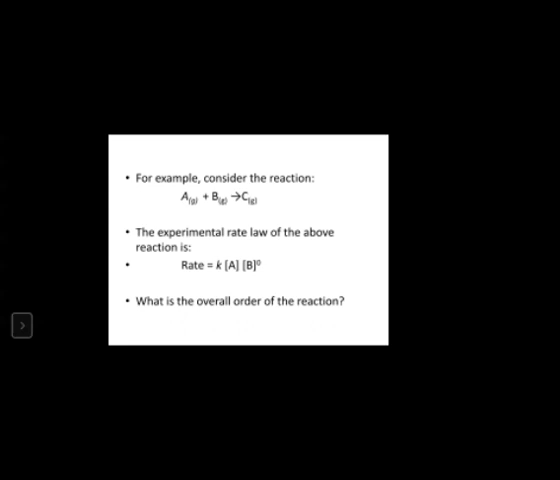 • For example, consider the reaction:
A(g) + B(g) →C(g)
• The experimental rate law of the above
reaction is:
• Rate = k [A] [B]⁰
• What is the overall order of the reaction?